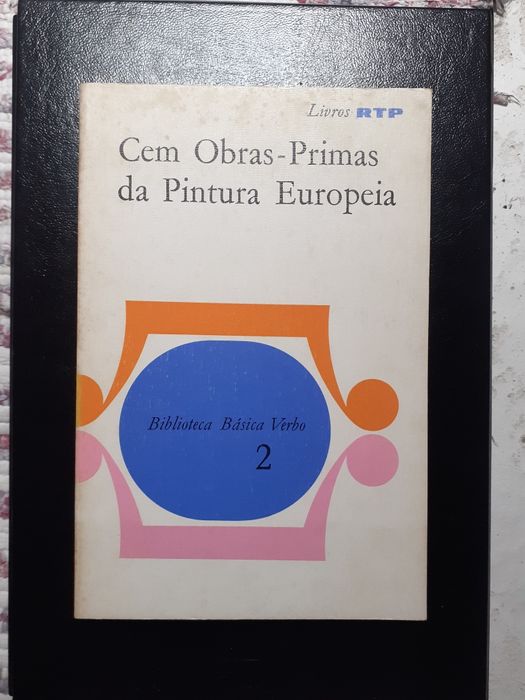 Livros RTP
Cem Obras-Primas
da Pintura Europeia
Biblioteca Básica Verbo
2